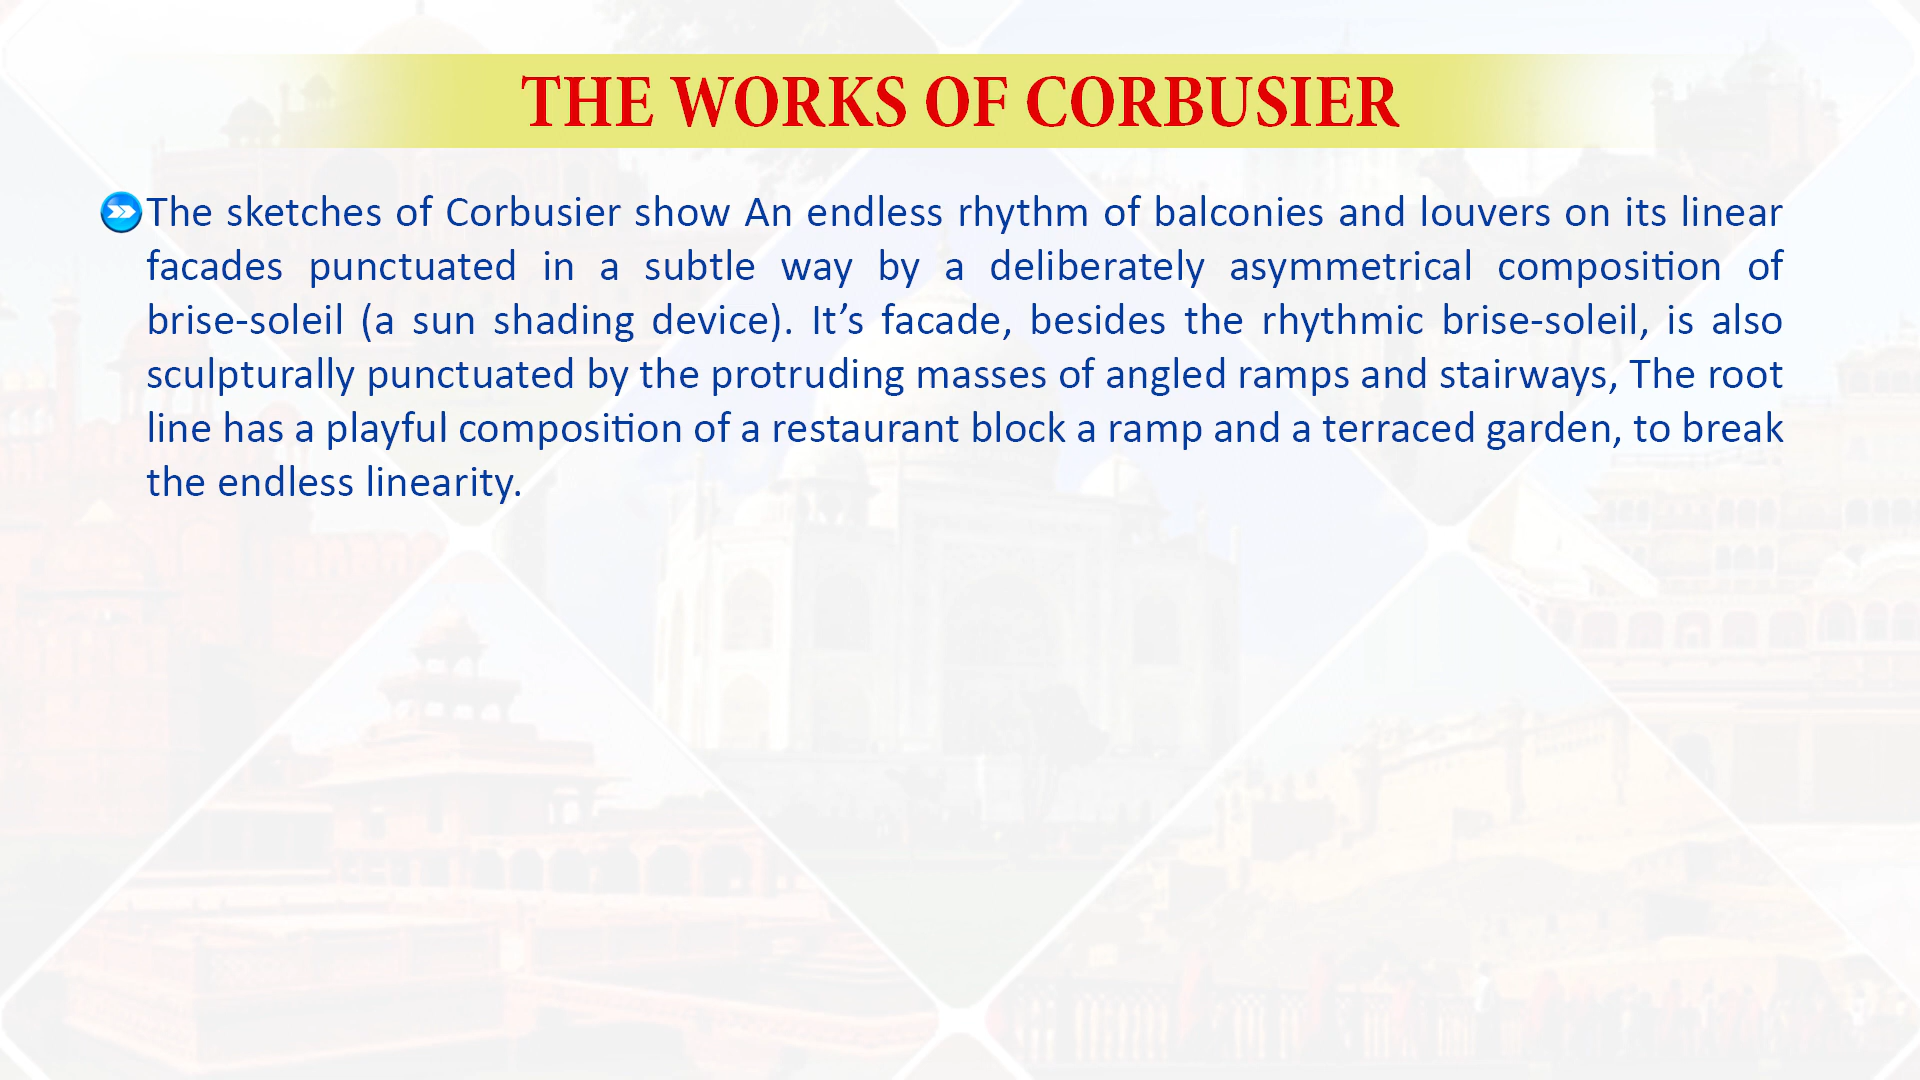 THE WORKS OF CORBUSIER
The sketches of Corbusier show An endless rhythm of balconies and louvers on its linear
facades punctuated in a subtle way by a deliberately asymmetrical composition of
brise-soleil (a sun shading device). It’s facade, besides the rhythmic brise-soleil, is also
sculpturally punctuated by the protruding masses of angled ramps and stairways, The root
line has a playful composition of a restaurant block a ramp and a terraced garden, to break
the endless linearity.